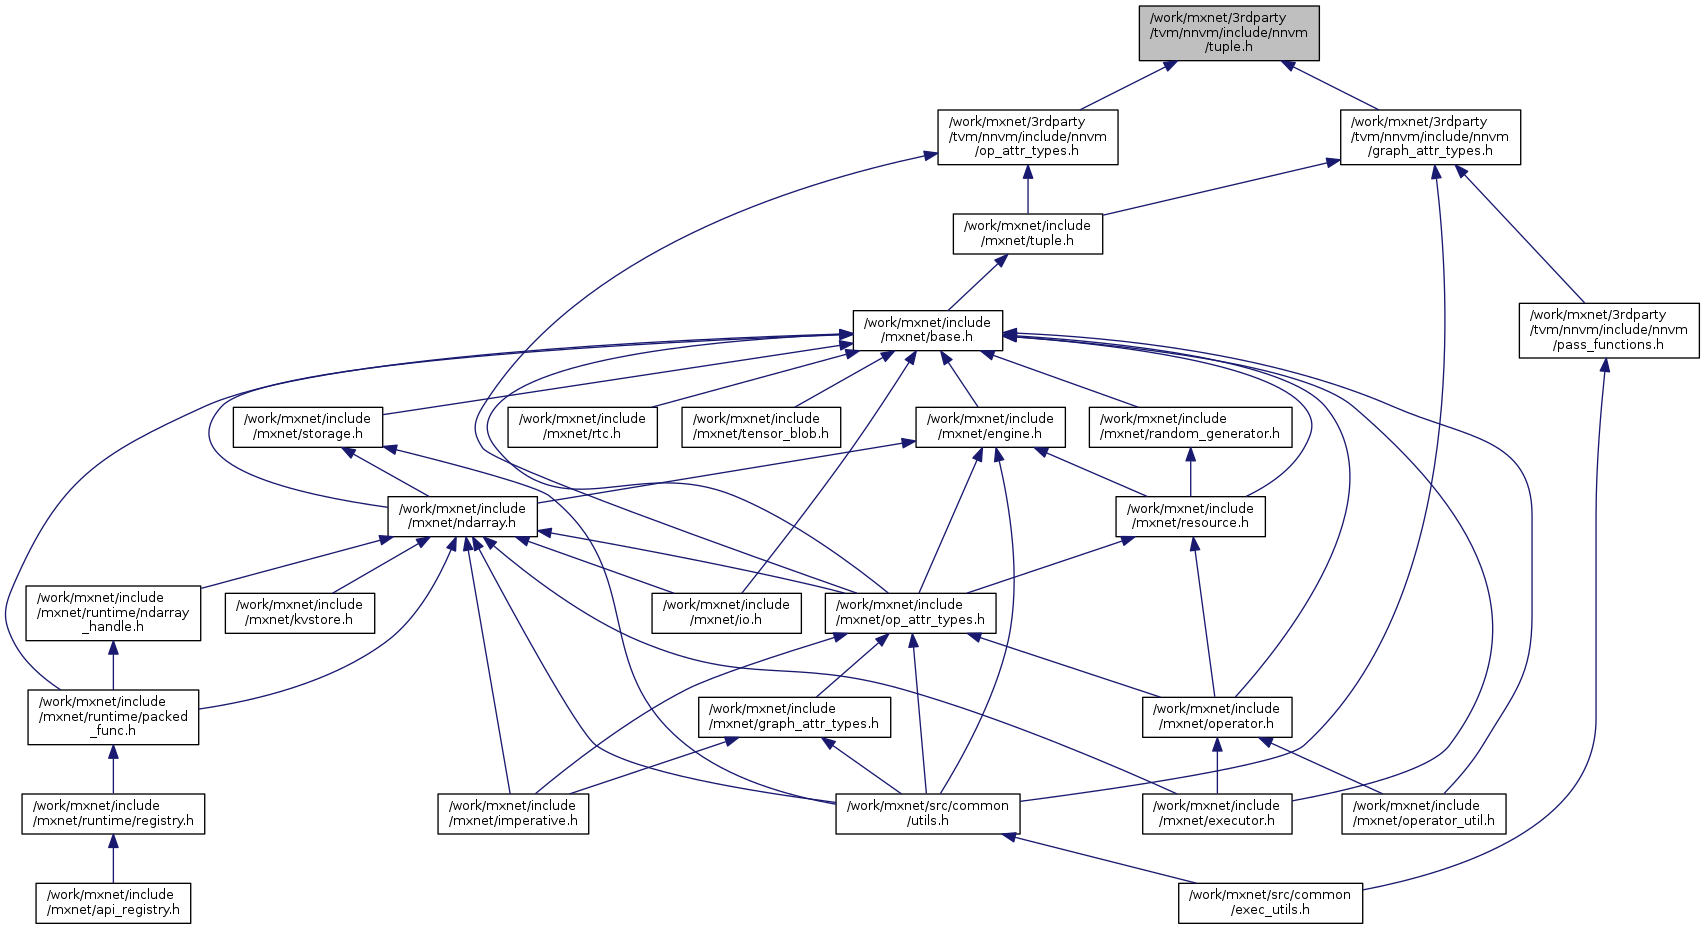 /work/mxnet/3rdparty
/tvm/nnvm/include/nnvm
/tuple.h
/work/mxnet/3rdparty
/tvm/nnvm/include/nnvm
/op_attr_types.h
/work/mxnet/3rdparty
/tvm/nnvm/include/nnvm
/graph_attr_types.h
/work/mxnet/include
/mxnet/tuple.h
/work/mxnet/include
/mxnet/base.h
/work/mxnet/3rdparty
/tvm/nnvm/include/nnvm
/pass_functions.h
/work/mxnet/include
/mxnet/storage.h
/work/mxnet/include
/mxnet/rtc.h
/work/mxnet/include
/mxnet/tensor_blob.h
/work/mxnet/include
/mxnet/engine.h
/work/mxnet/include
/mxnet/random_generator.h
/work/mxnet/include
/mxnet/ndarray.h
/work/mxnet/include
/mxnet/resource.h
/work/mxnet/include
/mxnet/runtime/ndarray
_handle.h
/work/mxnet/include
/mxnet/kvstore.h
/work/mxnet/include
/mxnet/io.h
/work/mxnet/include
/mxnet/op_attr_types.h
/work/mxnet/include
/mxnet/runtime/packed
_func.h
/work/mxnet/include
/mxnet/graph_attr_types.h
/work/mxnet/include
/mxnet/operator.h
/work/mxnet/include
/mxnet/runtime/registry.h
/work/mxnet/include
/mxnet/imperative.h
/work/mxnet/src/common
/utils.h
/work/mxnet/include
/mxnet/executor.h
/work/mxnet/include
/mxnet/operator_util.h
/work/mxnet/include
/mxnet/api_registry.h
/work/mxnet/src/common
/exec_utils.h